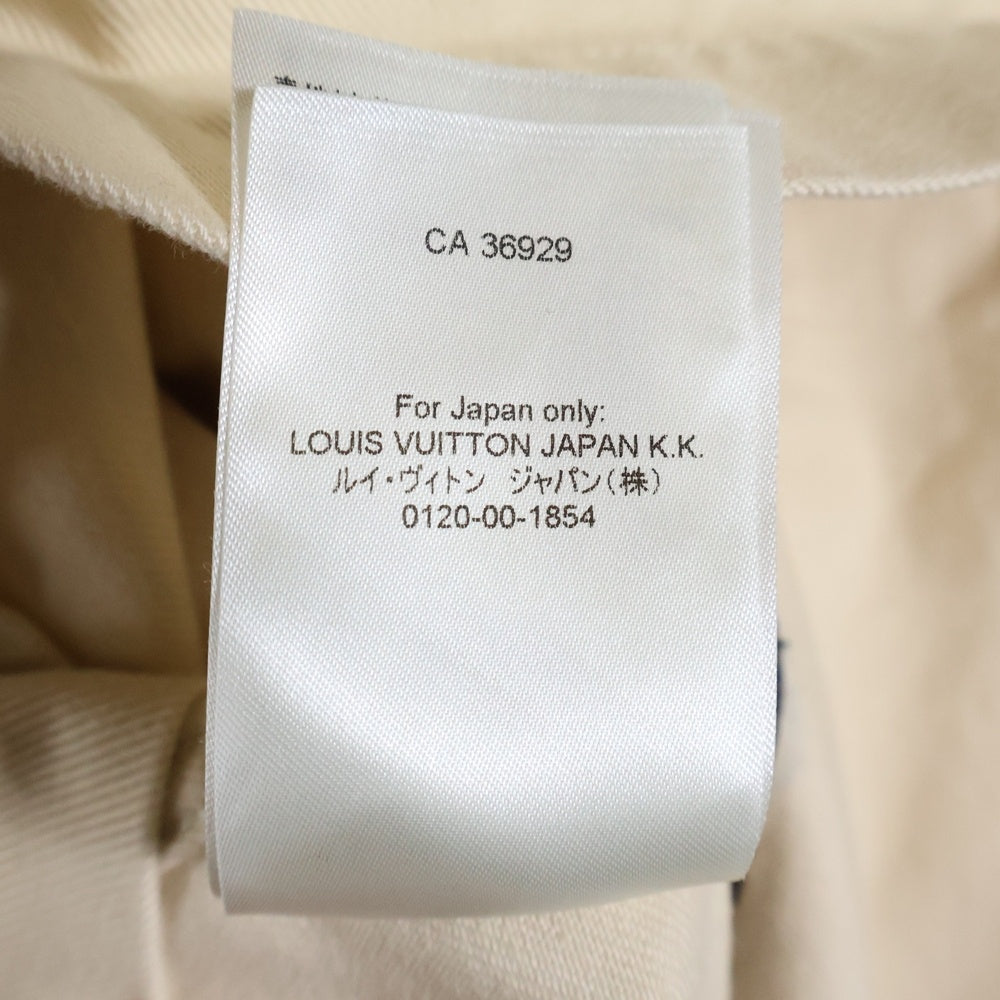 CA 36929
For Japan only:
LOUIS VUITTON JAPAN K.K.
ルイ・ヴィトン ジャパン(株)
0120-00-1854